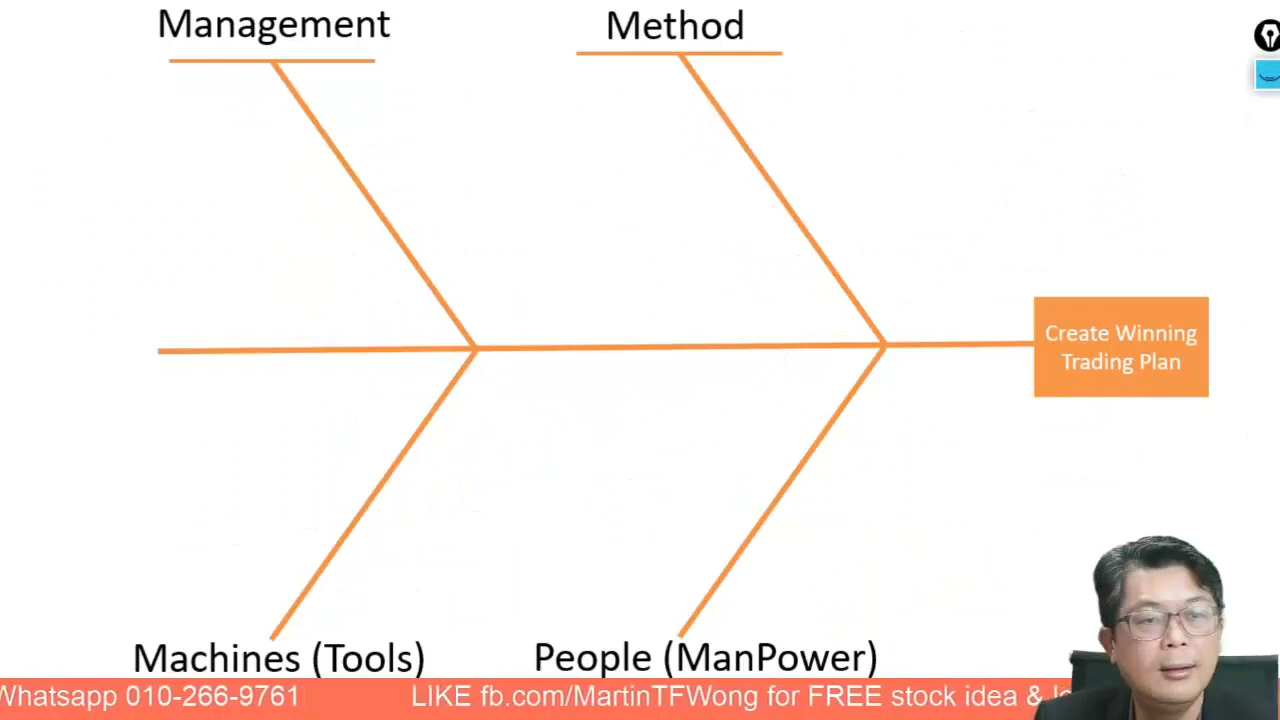 Management
Method
Create Winning
Trading Plan
Machines (Tools)
People (ManPower)
Whatsapp 010-266-9761
LIKE fb.com/MartinTFWong for FREE stock idea &